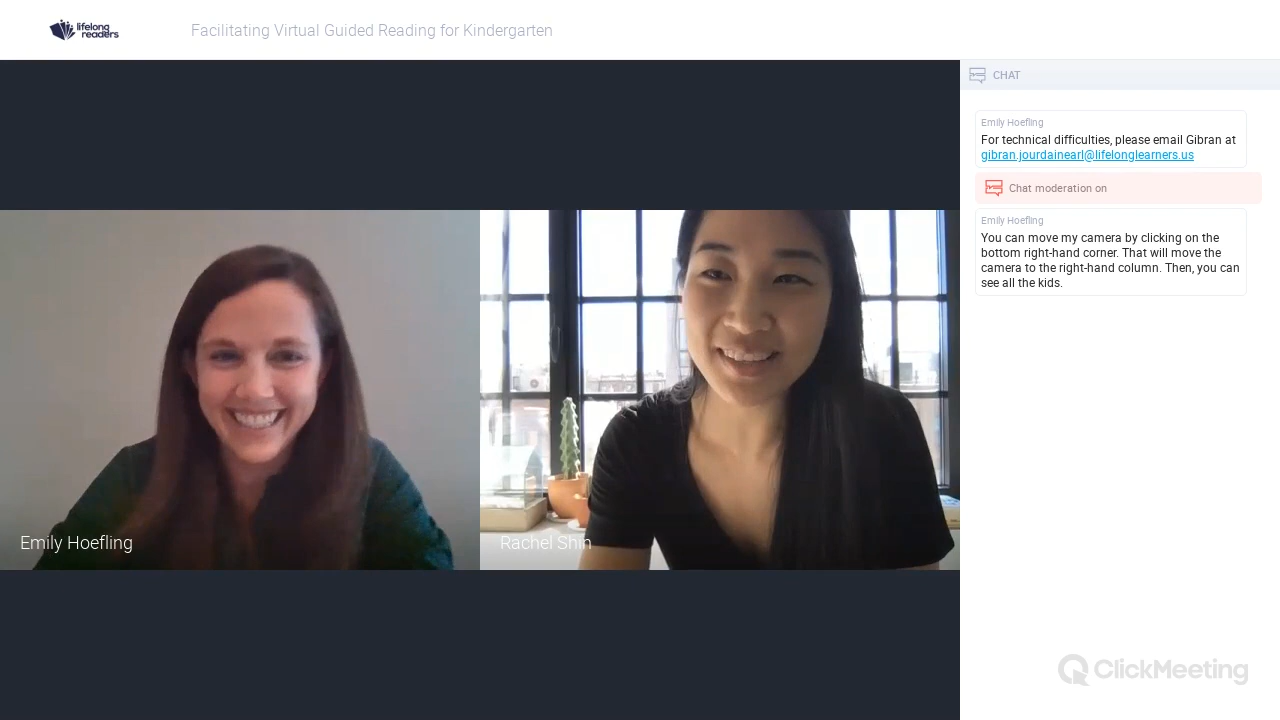 lifelong
readers
Facilitating Virtual Guided Reading for Kindergarten
CHAT
Emily Hoefling
For technical difficulties, please email Gibran at
gibran.jourdainearl@lifelonglearners.us
Chat moderation on
Emily Hoefling
You can move my camera by clicking on the
bottom right-hand corner. That will move the
camera to the right-hand column. Then, you can
see all the kids.
Emily Hoefling
Rachel Shin
ClickMeeting